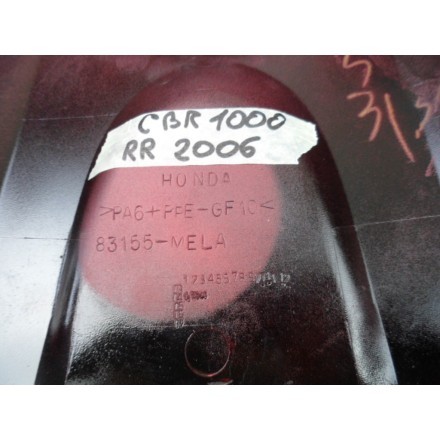 CBR 1000
RR 2006
HONDA
>PA6+PPE-GF10<
83155-MELA